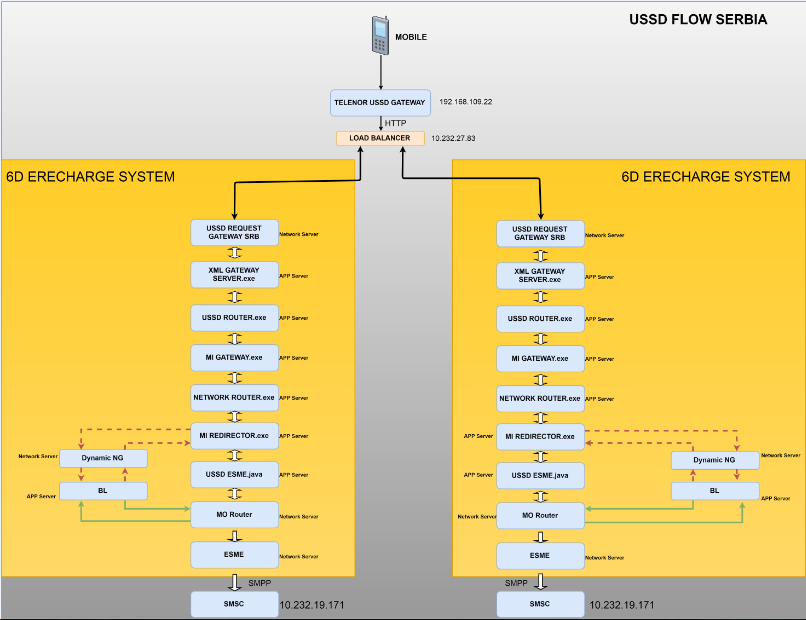 USSD FLOW SERBIA
MOBILE
TELENOR USSD GATEWAY
192.168.109.22
HTTP
LOAD BALANCER
10.232.27.83
6D ERECHARGE SYSTEM
USSD REQUEST
GATEWAY SRB
Network Server
XML GATEWAY
SERVER.exe
APP Server
USSD ROUTER.exe
APP Server
MI GATEWAY.exe
APP Server
NETWORK ROUTER.exe
APP Server
MI REDIRECTOR.exe
APP Server
Network Server
Dynamic NG
USSD ESME.java
APP Server
BL
APP Server
MO Router
Network Server
ESME
Network Server
SMPP
SMSC
10.232.19.171
6D ERECHARGE SYSTEM
USSD REQUEST
GATEWAY SRB
Network Server
XML GATEWAY
SERVER.exe
APP Server
USSD ROUTER.exe
APP Server
MI GATEWAY.exe
APP Server
NETWORK ROUTER.exe
APP Server
APP Server
MI REDIRECTOR.exe
Dynamic NG
Network Server
APP Server
USSD ESME.java
BL
APP Server
Network Server
MO Router
ESME
Network Server
SMPP
SMSC
10.232.19.171